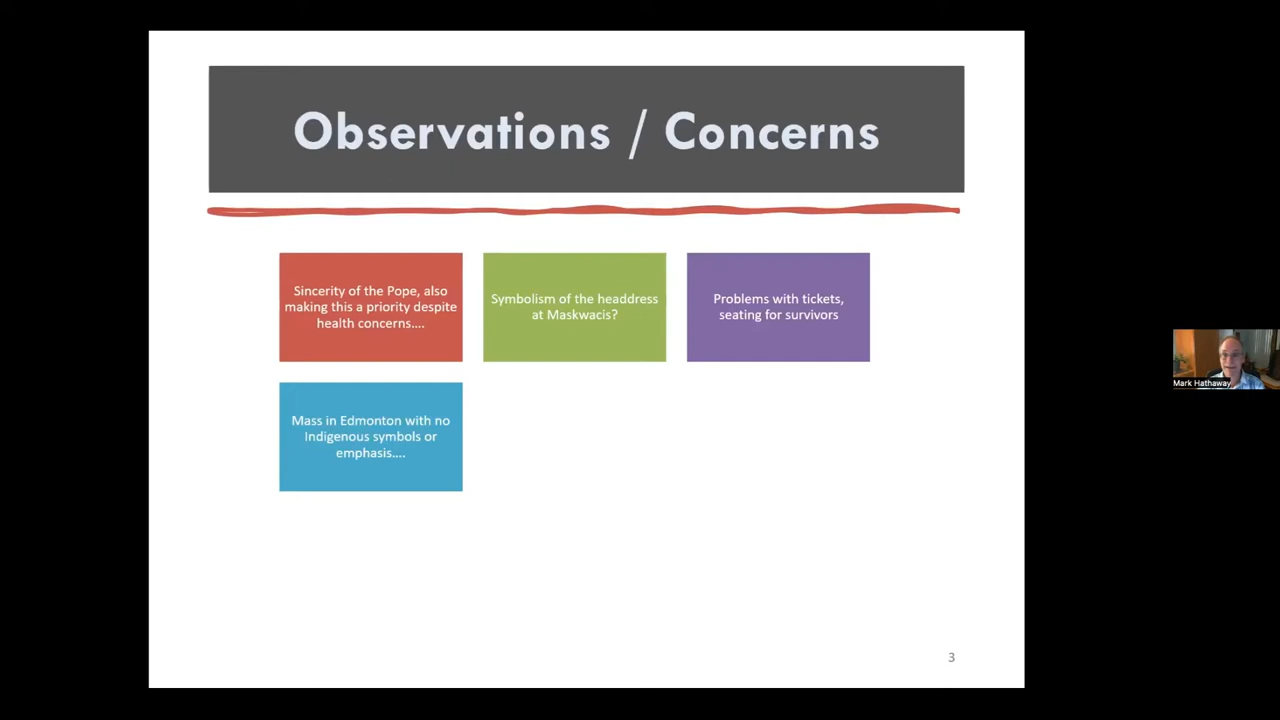 Observations / Concerns
Sincerity of the Pope, also
making this a priority despite
health concerns....
Symbolism of the headdress
at Maskwacis?
Problems with tickets,
seating for survivors
Mass in Edmonton with no
Indigenous symbols or
emphasis....
3
Mark Hathaway